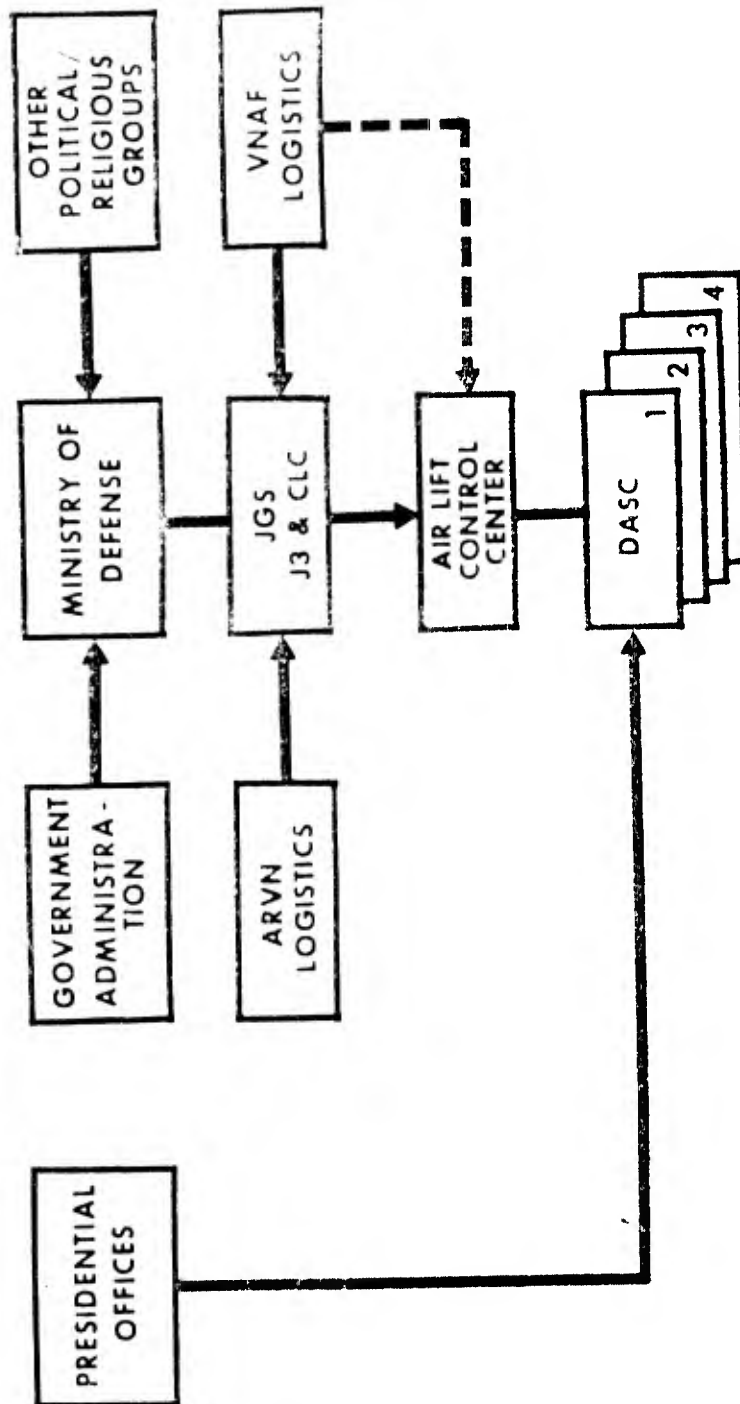 PRESIDENTIAL
OFFICES
GOVERNMENT
ADMINISTRA-
TION
MINISTRY OF
DEFENSE
OTHER
POLITICAL/
RELIGIOUS
GROUPS
ARVN
LOGISTICS
JGS
J3 & CLC
VNAF
LOGISTICS
AIR LIFT
CONTROL
CENTER
DASC
1
2
3
4